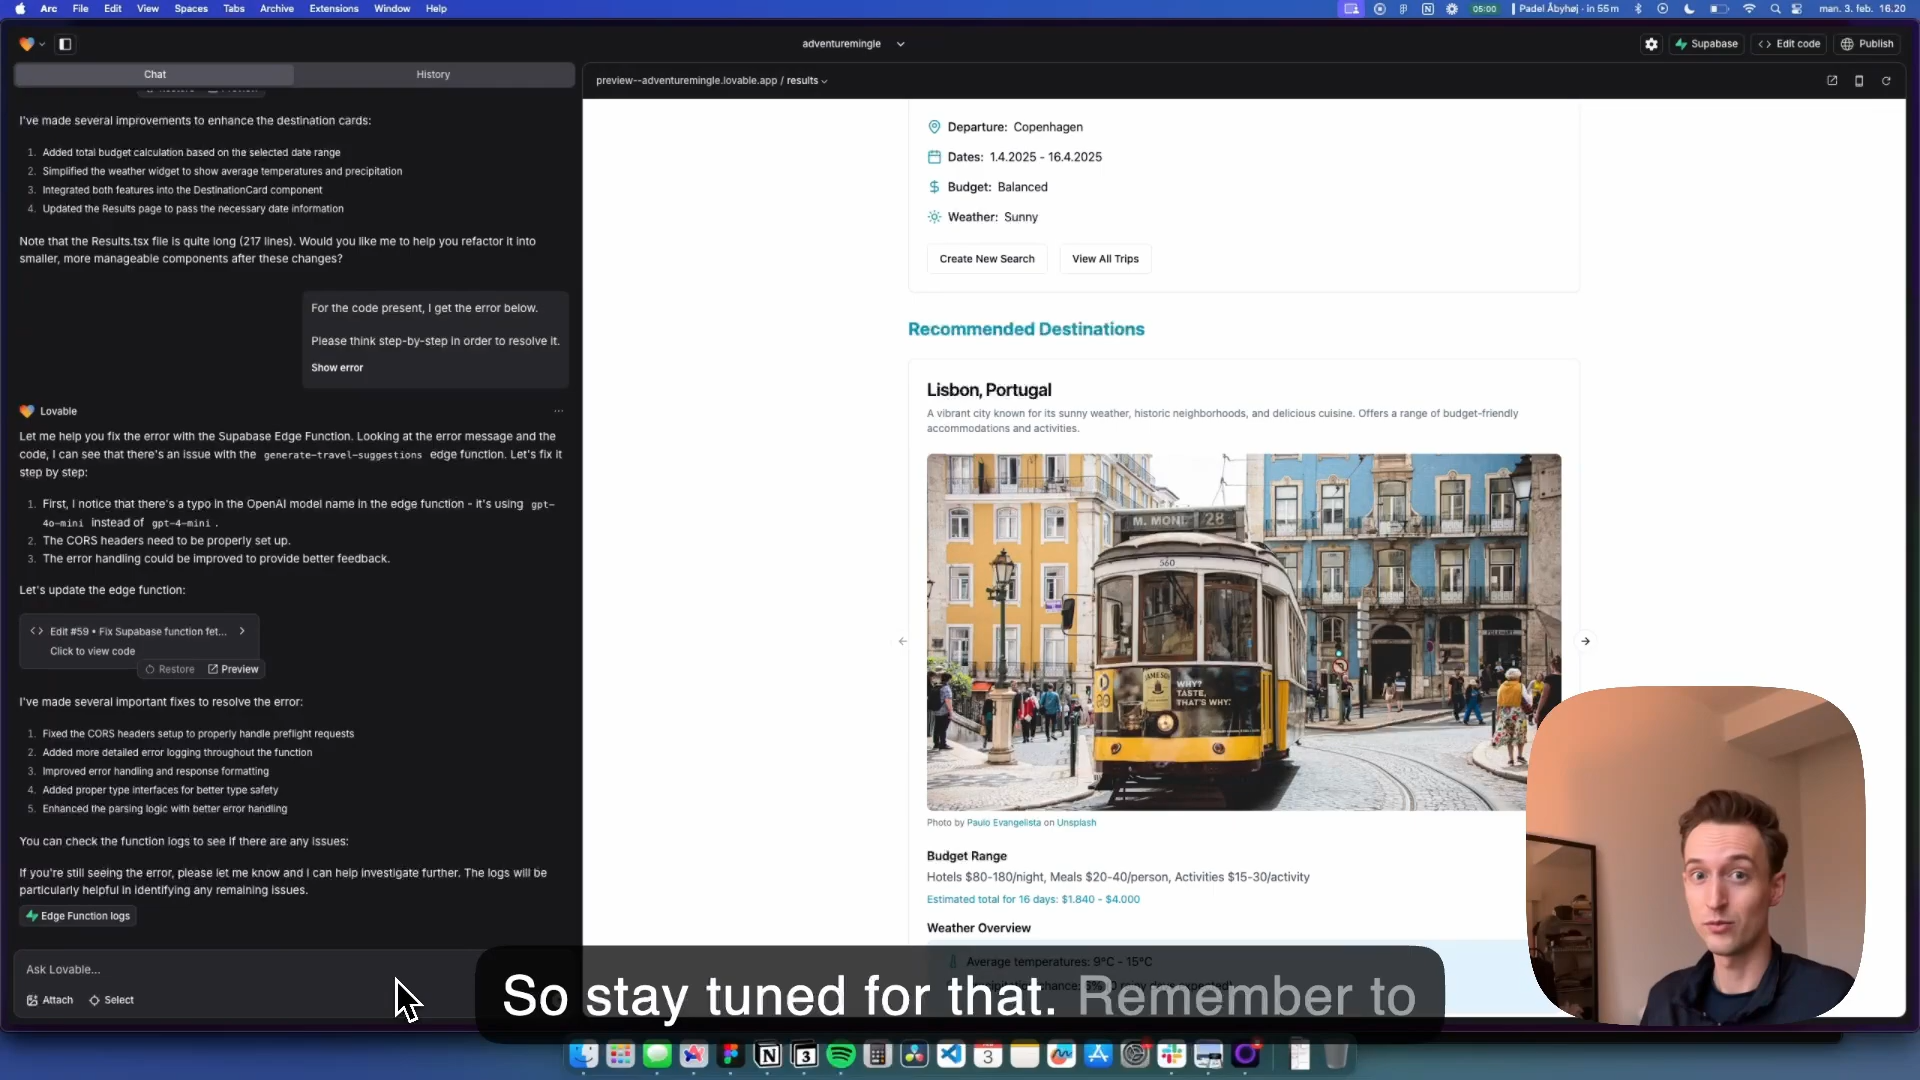 Arc File Edit View Spaces Tabs Archive Extensions Window Help
05:00 Padel Åbyhøj · in 55m man. 3. feb. 16.20
adventuremingle
Supabase Edit code Publish
Chat History
preview--adventuremingle.lovable.app / results
I've made several improvements to enhance the destination cards:
1. Added total budget calculation based on the selected date range
2. Simplified the weather widget to show average temperatures and precipitation
3. Integrated both features into the DestinationCard component
4. Updated the Results page to pass the necessary date information
Note that the Results.tsx file is quite long (217 lines). Would you like me to help you refactor it into
smaller, more manageable components after these changes?
For the code present, I get the error below.
Please think step-by-step in order to resolve it.
Show error
Lovable
Let me help you fix the error with the Supabase Edge Function. Looking at the error message and the
code, I can see that there's an issue with the generate-travel-suggestions edge function. Let's fix it
step by step:
1. First, I notice that there's a typo in the OpenAI model name in the edge function - it's using gpt-
4o-mini instead of gpt-4-mini.
2. The CORS headers need to be properly set up.
3. The error handling could be improved to provide better feedback.
Let's update the edge function:
Edit #59 • Fix Supabase function fet...
Click to view code
Restore Preview
I've made several important fixes to resolve the error:
1. Fixed the CORS headers setup to properly handle preflight requests
2. Added more detailed error logging throughout the function
3. Improved error handling and response formatting
4. Added proper type interfaces for better type safety
5. Enhanced the parsing logic with better error handling
You can check the function logs to see if there are any issues:
If you're still seeing the error, please let me know and I can help investigate further. The logs will be
particularly helpful in identifying any remaining issues.
Edge Function logs
Ask Lovable...
Attach Select
Departure: Copenhagen
Dates: 1.4.2025 - 16.4.2025
Budget: Balanced
Weather: Sunny
Create New Search View All Trips
Recommended Destinations
Lisbon, Portugal
A vibrant city known for its sunny weather, historic neighborhoods, and delicious cuisine. Offers a range of budget-friendly
accommodations and activities.
M. MONI. 28
560
JAMESON
WHY?
TASTE,
THAT'S WHY.
Photo by Paulo Evangelista on Unsplash
Budget Range
Hotels $80-180/night, Meals $20-40/person, Activities $15-30/activity
Estimated total for 16 days: $1.840 - $4.000
Weather Overview
Average temperatures: 9°C - 15°C
So stay tuned for that. Remember to
3
3